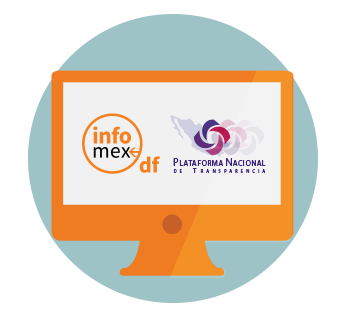 info
mex
df
PLATAFORMA NACIONAL
DE TRANSPARENCIA